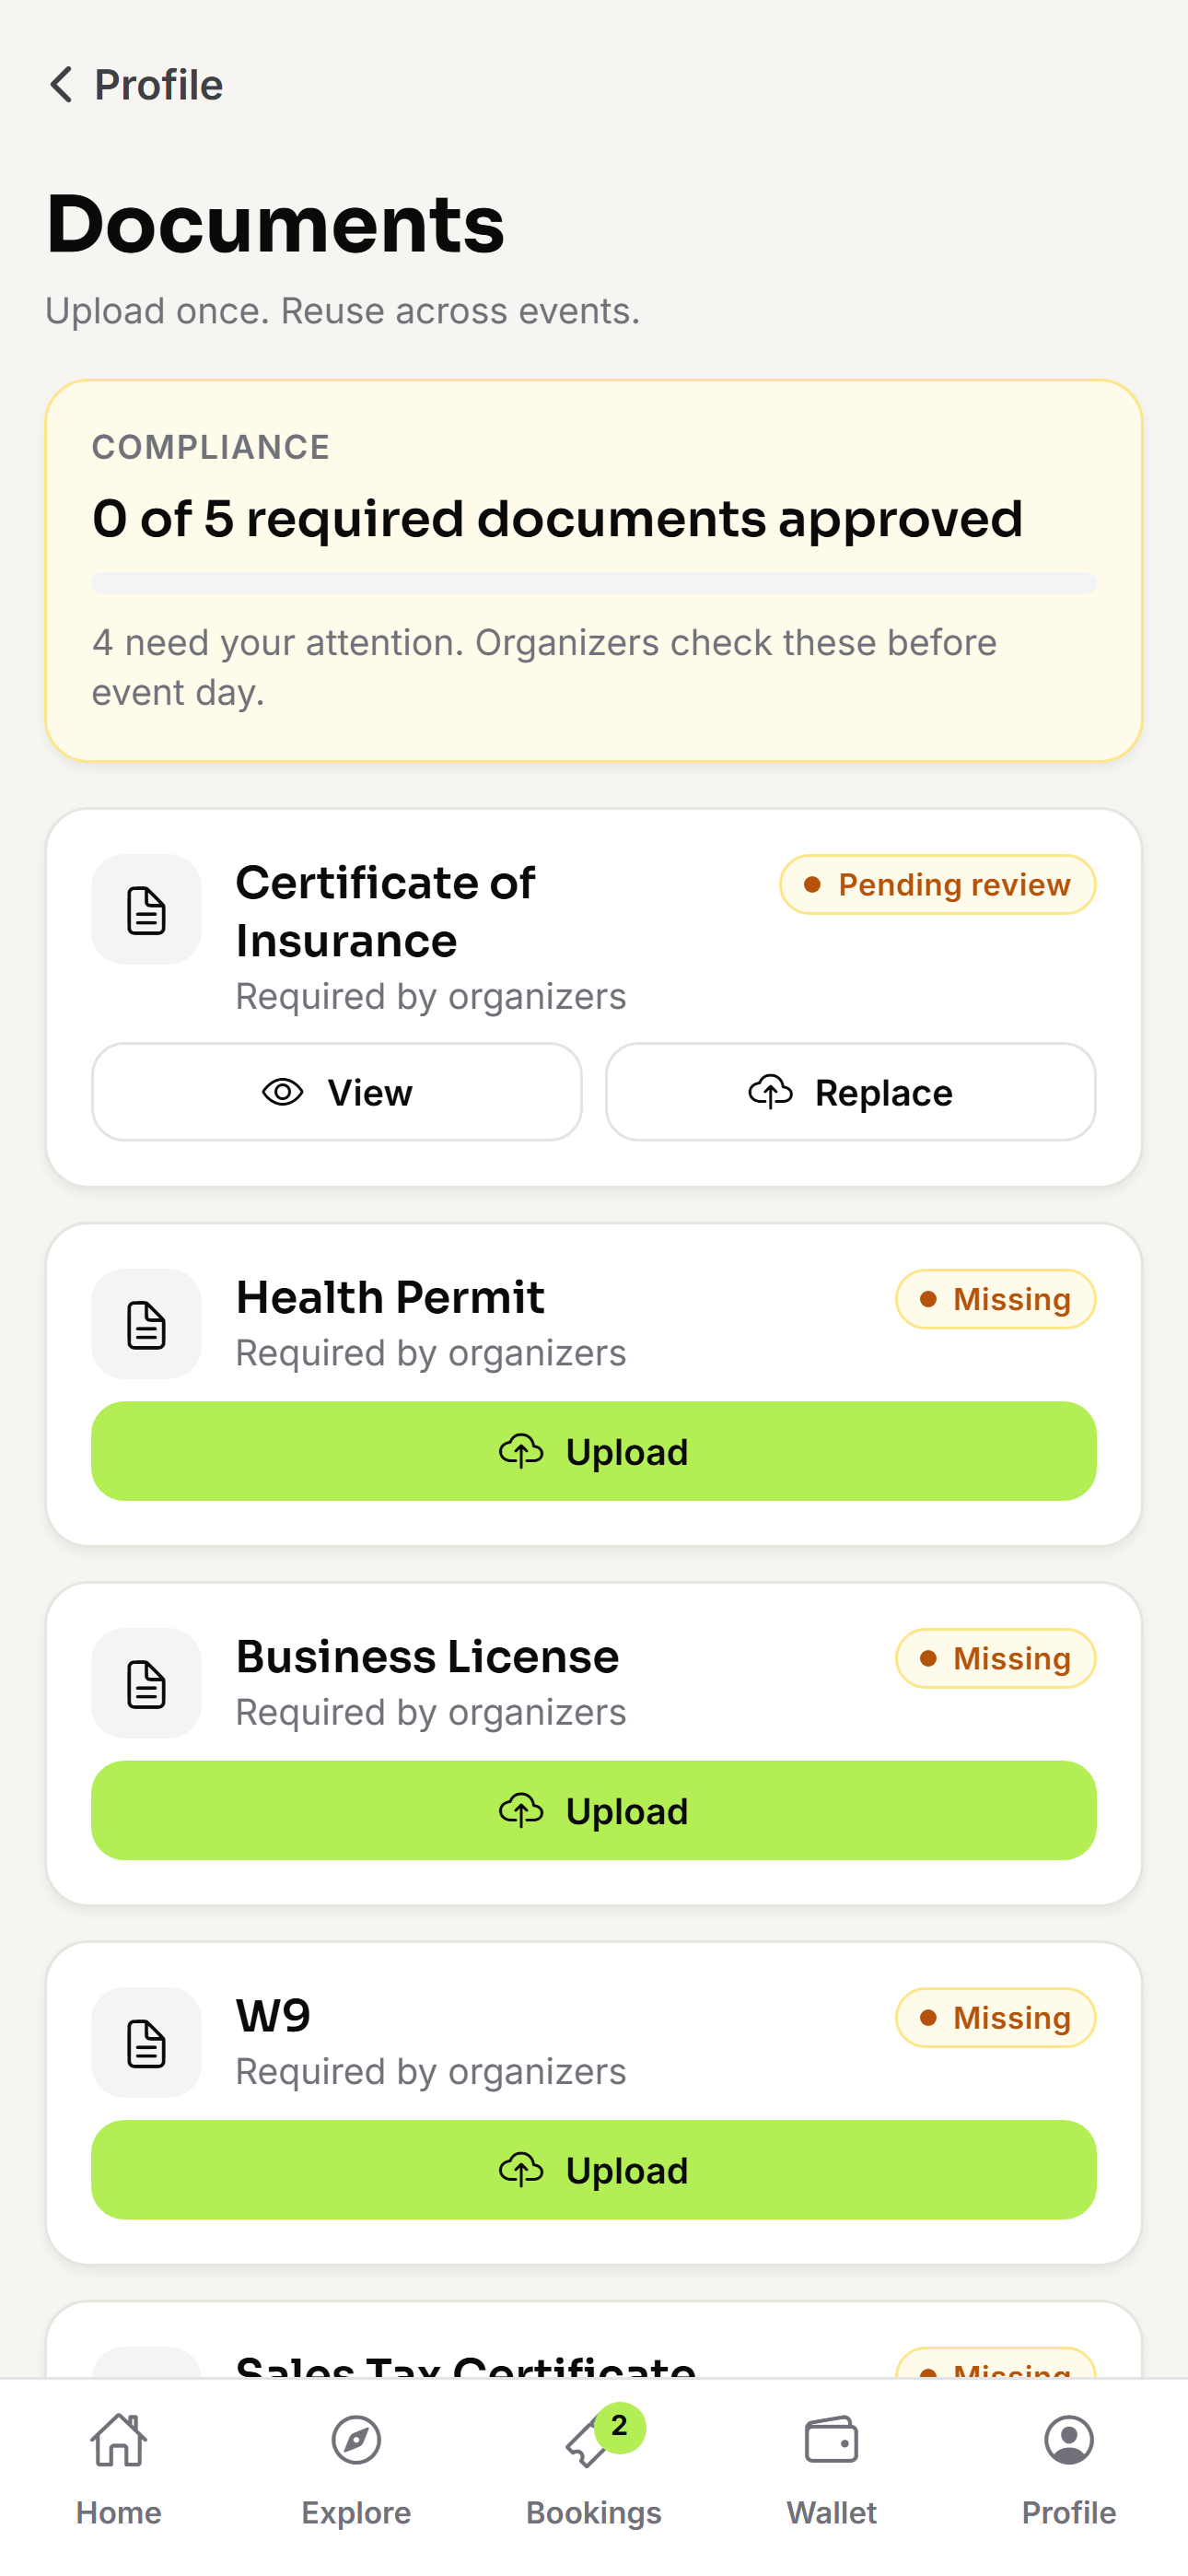 Profile
Documents
Upload once. Reuse across events.
COMPLIANCE
0 of 5 required documents approved
4 need your attention. Organizers check these before
event day.
Certificate of
Insurance
Pending review
Required by organizers
View
Replace
Health Permit
Missing
Required by organizers
Upload
Business License
Missing
Required by organizers
Upload
W9
Missing
Required by organizers
Upload
Sales Tax Certificate
Missing
2
Home
Explore
Bookings
Wallet
Profile